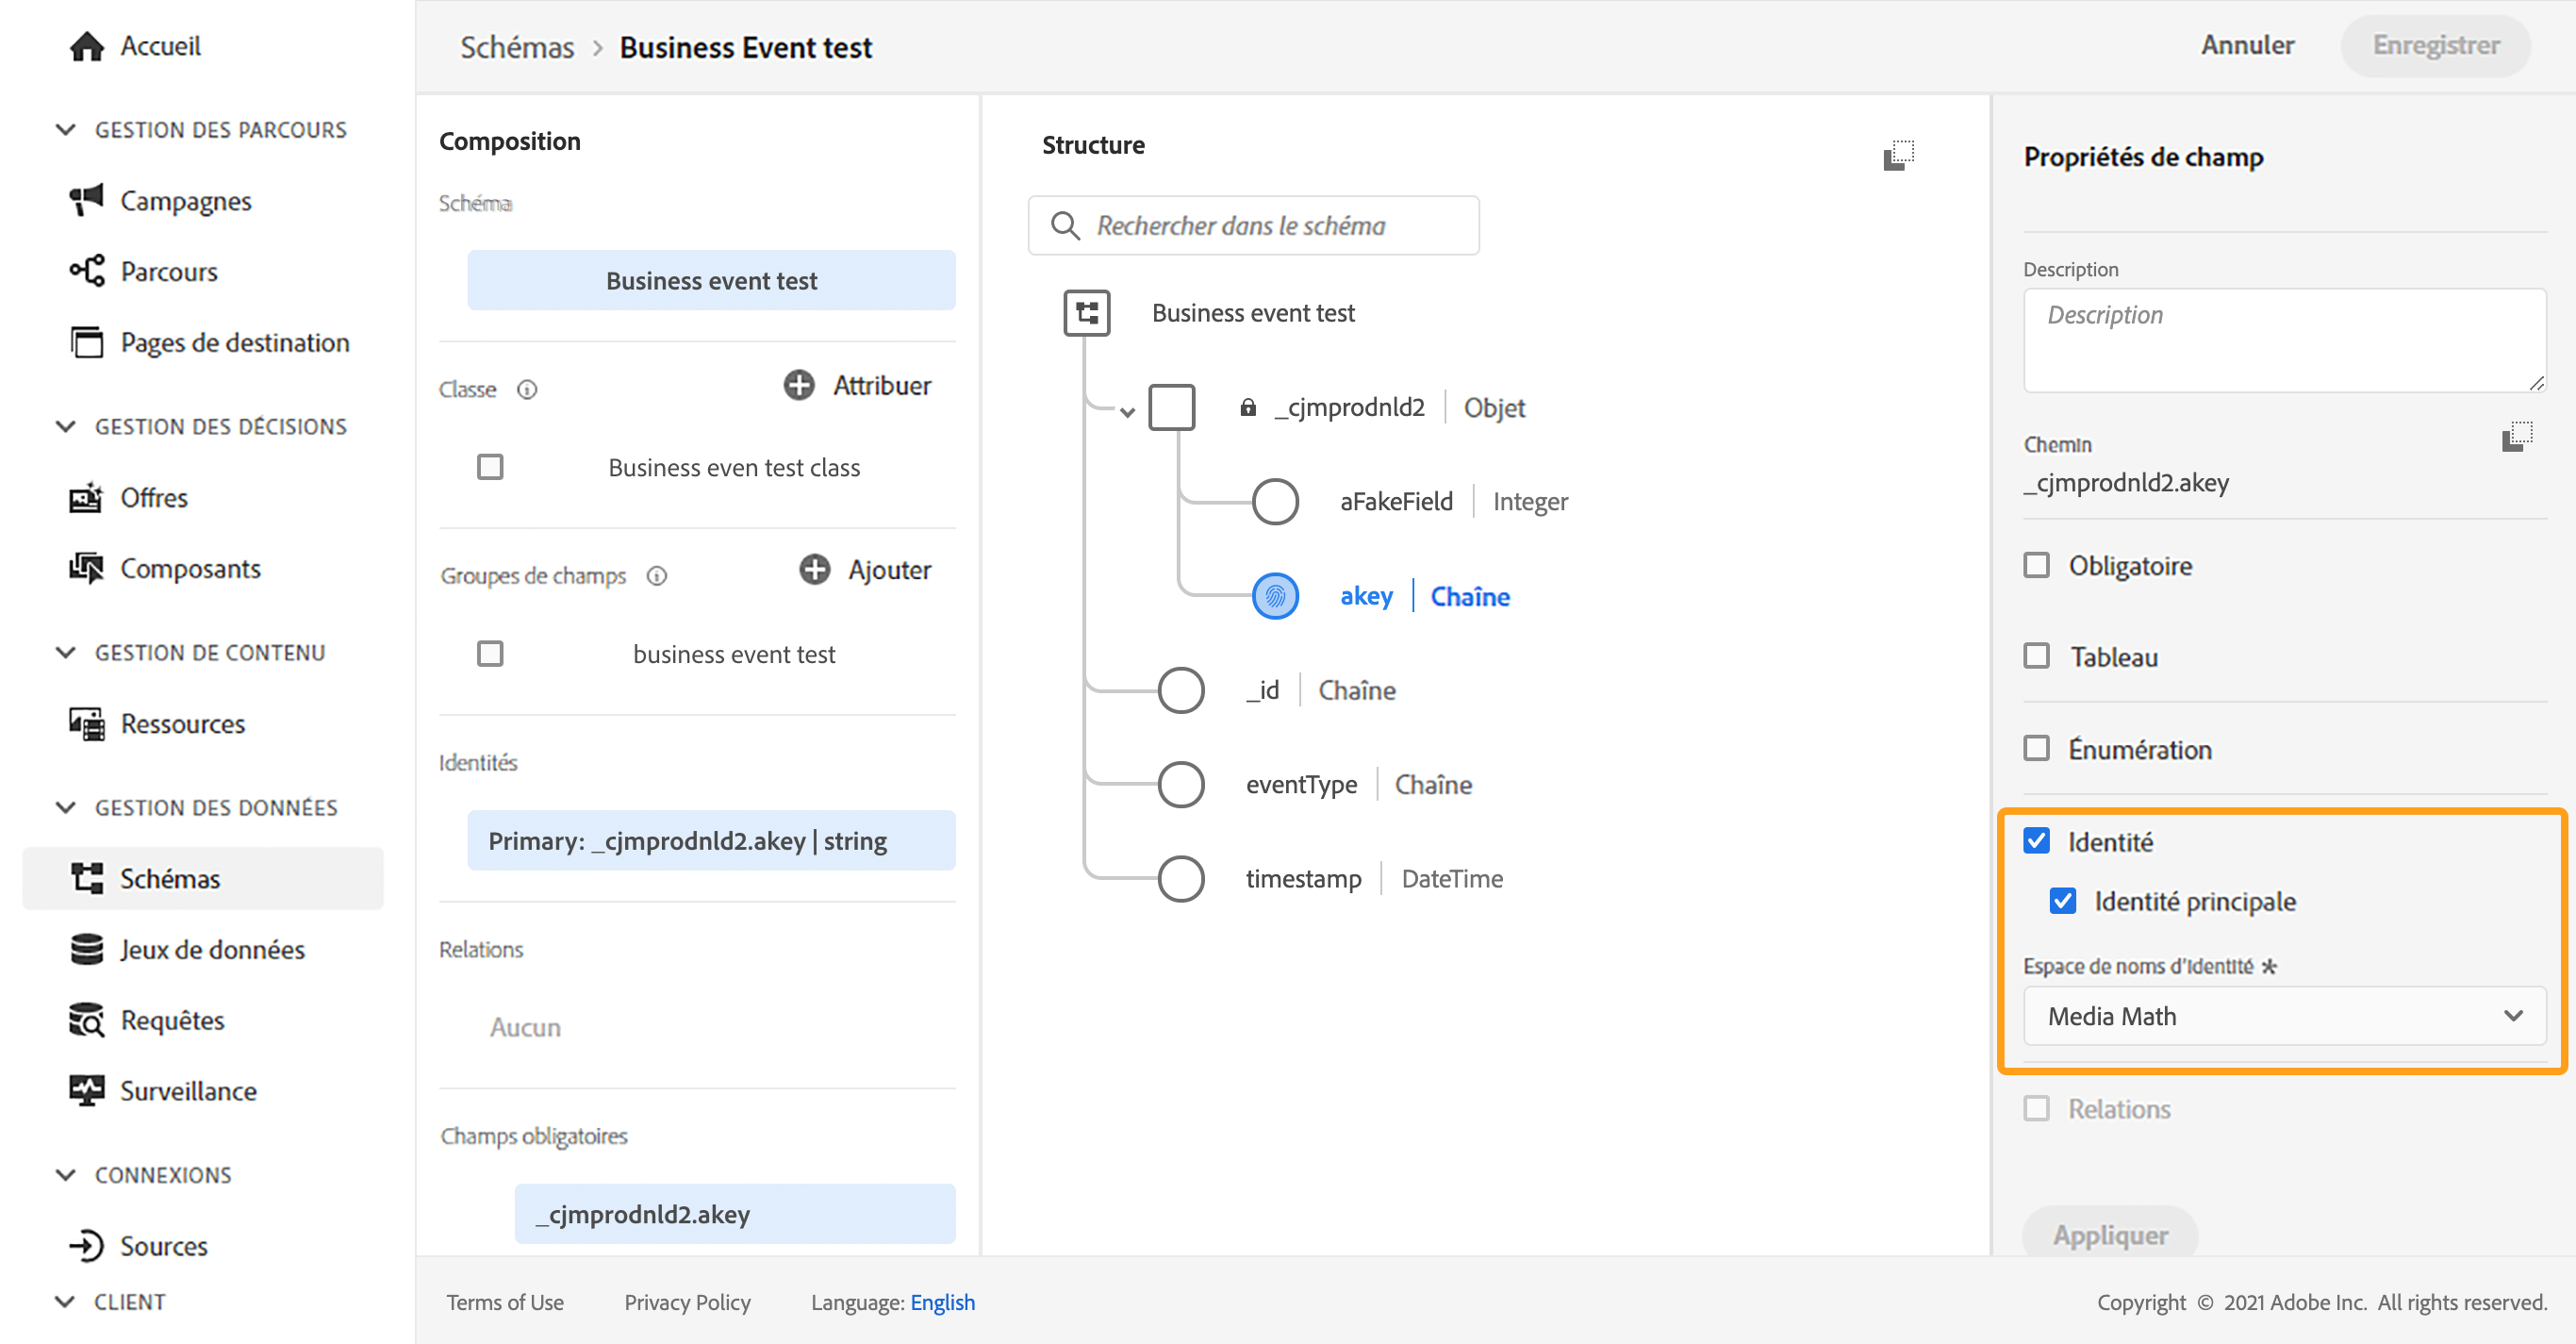 Accueil
GESTION DES PARCOURS
Campagnes
Parcours
Pages de destination
GESTION DES DÉCISIONS
Offres
Composants
GESTION DE CONTENU
Ressources
GESTION DES DONNÉES
Schémas
Jeux de données
Requêtes
Surveillance
CONNEXIONS
Sources
CLIENT
Schémas > Business Event test
Annuler
Enregistrer
Composition
Schéma
Business event test
Classe
Attribuer
Business even test class
Groupes de champs
Ajouter
business event test
Identités
Primary: _cjmprodnld2.akey | string
Relations
Aucun
Champs obligatoires
_cjmprodnld2.akey
Structure
Rechercher dans le schéma
Business event test
_cjmprodnld2 | Objet
aFakeField | Integer
akey | Chaîne
_id | Chaîne
eventType | Chaîne
timestamp | DateTime
Propriétés de champ
Description
Description
Chemin
_cjmprodnld2.akey
Obligatoire
Tableau
Énumération
Identité
Identité principale
Espace de noms d'identité *
Media Math
Relations
Appliquer
Terms of Use
Privacy Policy
Language: English
Copyright © 2021 Adobe Inc. All rights reserved.